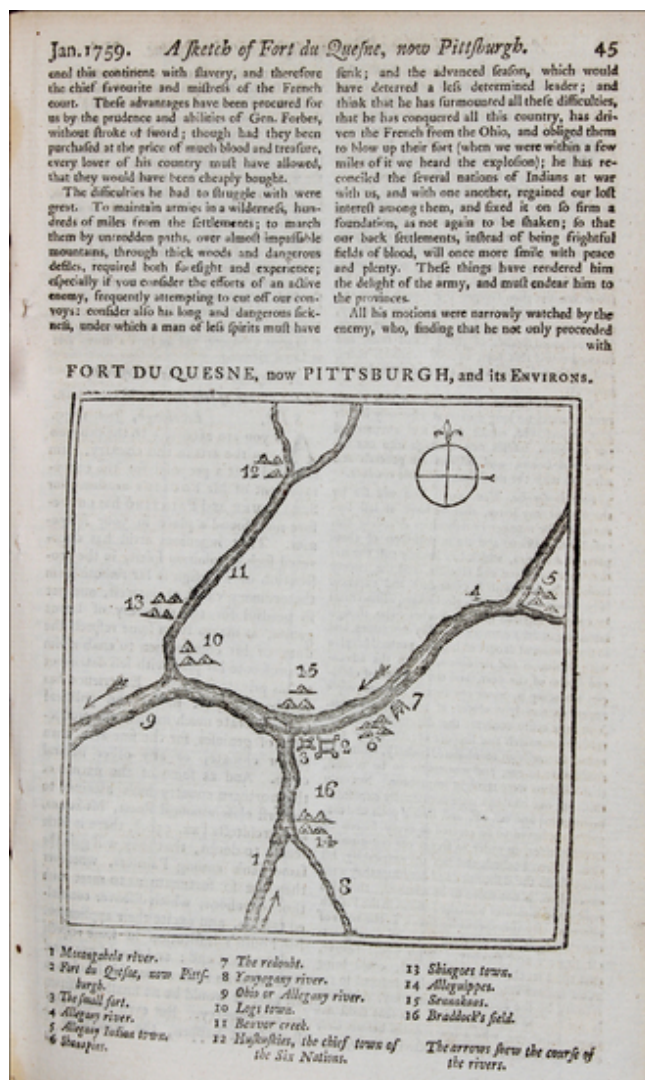 Jan. 1759. A ſketch of Fort du Queſne, now Pittſburgh. 45
ened this continent with ſlavery, and therefore
the chief favourite and miſtreſs of the French
court. Theſe advantages have been procured for
us by the prudence and abilities of Gen. Forbes,
without ſtroke of ſword; though had they been
purchaſed at the price of much blood and treaſure,
every lover of his country muſt have allowed,
that they would have been cheaply bought.
The difficulties he had to ſtruggle with were
great. To maintain armies in a wilderneſs, hun-
dreds of miles from the ſettlements; to march
them by untrodden paths, over almoſt impaſſable
mountains, through thick woods and dangerous
defiles, required both foreſight and experience;
eſpecially if you conſider the efforts of an active
enemy, frequently attempting to cut off our con-
voys: conſider alſo his long and dangerous ſick-
neſs, under which a man of leſs ſpirits muſt have
ſunk; and the advanced ſeaſon, which would
have deterred a leſs determined leader; and
think that he has ſurmounted all theſe difficulties,
that he has conquered all this country, has dri-
ven the French from the Ohio, and obliged them
to blow up their fort (when we were within a few
miles of it we heard the exploſion); he has re-
conciled the ſeveral nations of Indians at war
with us, and with one another, regained our loſt
intereſt among them, and fixed it on ſo firm a
foundation, as not again to be ſhaken; ſo that
our back ſettlements, inſtead of being frightful
fields of blood, will once more ſmile with peace
and plenty. Theſe things have rendered him
the delight of the army, and muſt endear him to
the provinces.
All his motions were narrowly watched by the
enemy, who, finding that he not only proceeded
with
FORT DU QUESNE, now PITTSBURGH, and its ENVIRONS.
12
11
13
10
9
15
4
5
7
3
2
16
14
1
8
1 Monongahela river.
2 Fort du Queſne, now Pittſ-
burgh.
3 The ſmall fort.
4 Allegany river.
5 Allegany Indian town.
6 Shanapins.
7 The redoubt.
8 Yauyagany river.
9 Ohio or Allegany river.
10 Logs town.
11 Beaver creek.
12 Kuſkuſkies, the chief town of
the Six Nations.
13 Shingoes town.
14 Alleguippes.
15 Sennakaas.
16 Braddock's field.
The arrows ſhew the courſe of
the rivers.